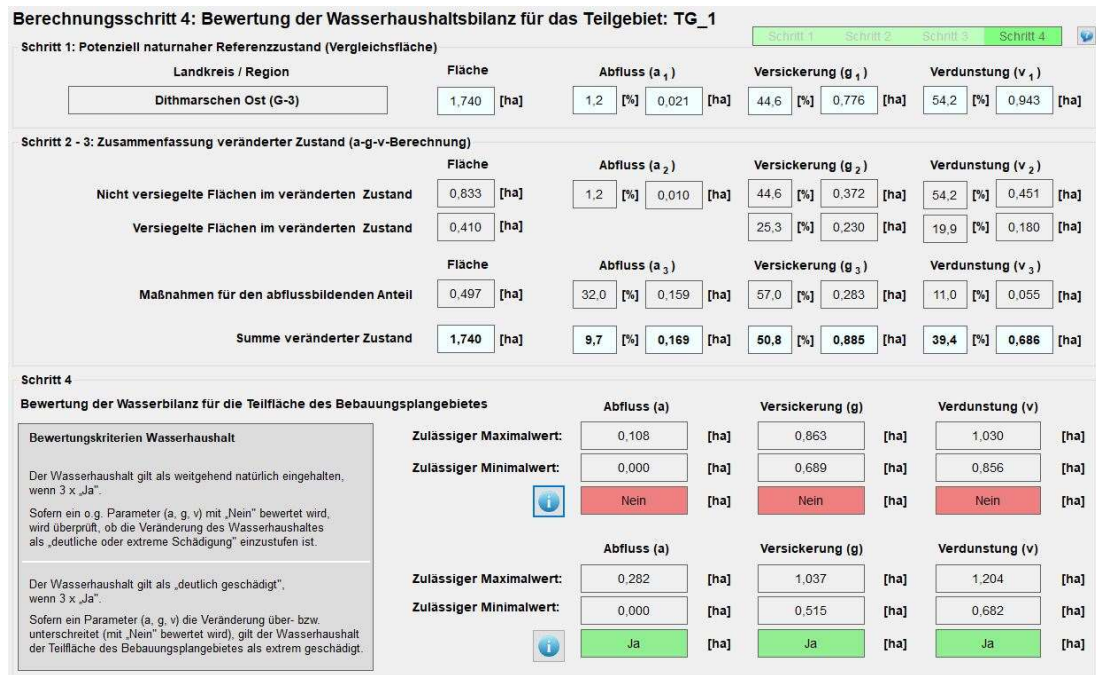 Berechnungsschritt 4: Bewertung der Wasserhaushaltsbilanz für das Teilgebiet: TG_1
Schritt 1 Schritt 2 Schritt 3 Schritt 4
Schritt 1: Potenziell naturnaher Referenzzustand (Vergleichsfläche)
Landkreis / Region Fläche Abfluss (a 1) Versickerung (g 1) Verdunstung (v 1)
Dithmarschen Ost (G-3) 1,740 [ha] 1,2 [%] 0,021 [ha] 44,6 [%] 0,776 [ha] 54,2 [%] 0,943 [ha]
Schritt 2 - 3: Zusammenfassung veränderter Zustand (a-g-v-Berechnung)
Fläche Abfluss (a 2) Versickerung (g 2) Verdunstung (v 2)
Nicht versiegelte Flächen im veränderten Zustand 0,833 [ha] 1,2 [%] 0,010 [ha] 44,6 [%] 0,372 [ha] 54,2 [%] 0,451 [ha]
Versiegelte Flächen im veränderten Zustand 0,410 [ha] 25,3 [%] 0,230 [ha] 19,9 [%] 0,180 [ha]
Fläche Abfluss (a 3) Versickerung (g 3) Verdunstung (v 3)
Maßnahmen für den abflussbildenden Anteil 0,497 [ha] 32,0 [%] 0,159 [ha] 57,0 [%] 0,283 [ha] 11,0 [%] 0,055 [ha]
Summe veränderter Zustand 1,740 [ha] 9,7 [%] 0,169 [ha] 50,8 [%] 0,885 [ha] 39,4 [%] 0,686 [ha]
Schritt 4
Bewertung der Wasserbilanz für die Teilfläche des Bebauungsplangebietes
Bewertungskriterien Wasserhaushalt
Der Wasserhaushalt gilt als weitgehend natürlich eingehalten,
wenn 3 x „Ja".
Sofern ein o.g. Parameter (a, g, v) mit „Nein" bewertet wird,
wird überprüft, ob die Veränderung des Wasserhaushaltes
als „deutliche oder extreme Schädigung" einzustufen ist.
Der Wasserhaushalt gilt als „deutlich geschädigt",
wenn 3 x „Ja".
Sofern ein Parameter (a, g, v) die Veränderung über- bzw.
unterschreitet (mit „Nein" bewertet wird), gilt der Wasserhaushalt
der Teilfläche des Bebauungsplangebietes als extrem geschädigt.
Abfluss (a) Versickerung (g) Verdunstung (v)
Zulässiger Maximalwert: 0,108 [ha] 0,863 [ha] 1,030 [ha]
Zulässiger Minimalwert: 0,000 [ha] 0,689 [ha] 0,856 [ha]
i Nein [ha] Nein [ha] Nein [ha]
Abfluss (a) Versickerung (g) Verdunstung (v)
Zulässiger Maximalwert: 0,282 [ha] 1,037 [ha] 1,204 [ha]
Zulässiger Minimalwert: 0,000 [ha] 0,515 [ha] 0,682 [ha]
i Ja [ha] Ja [ha] Ja [ha]